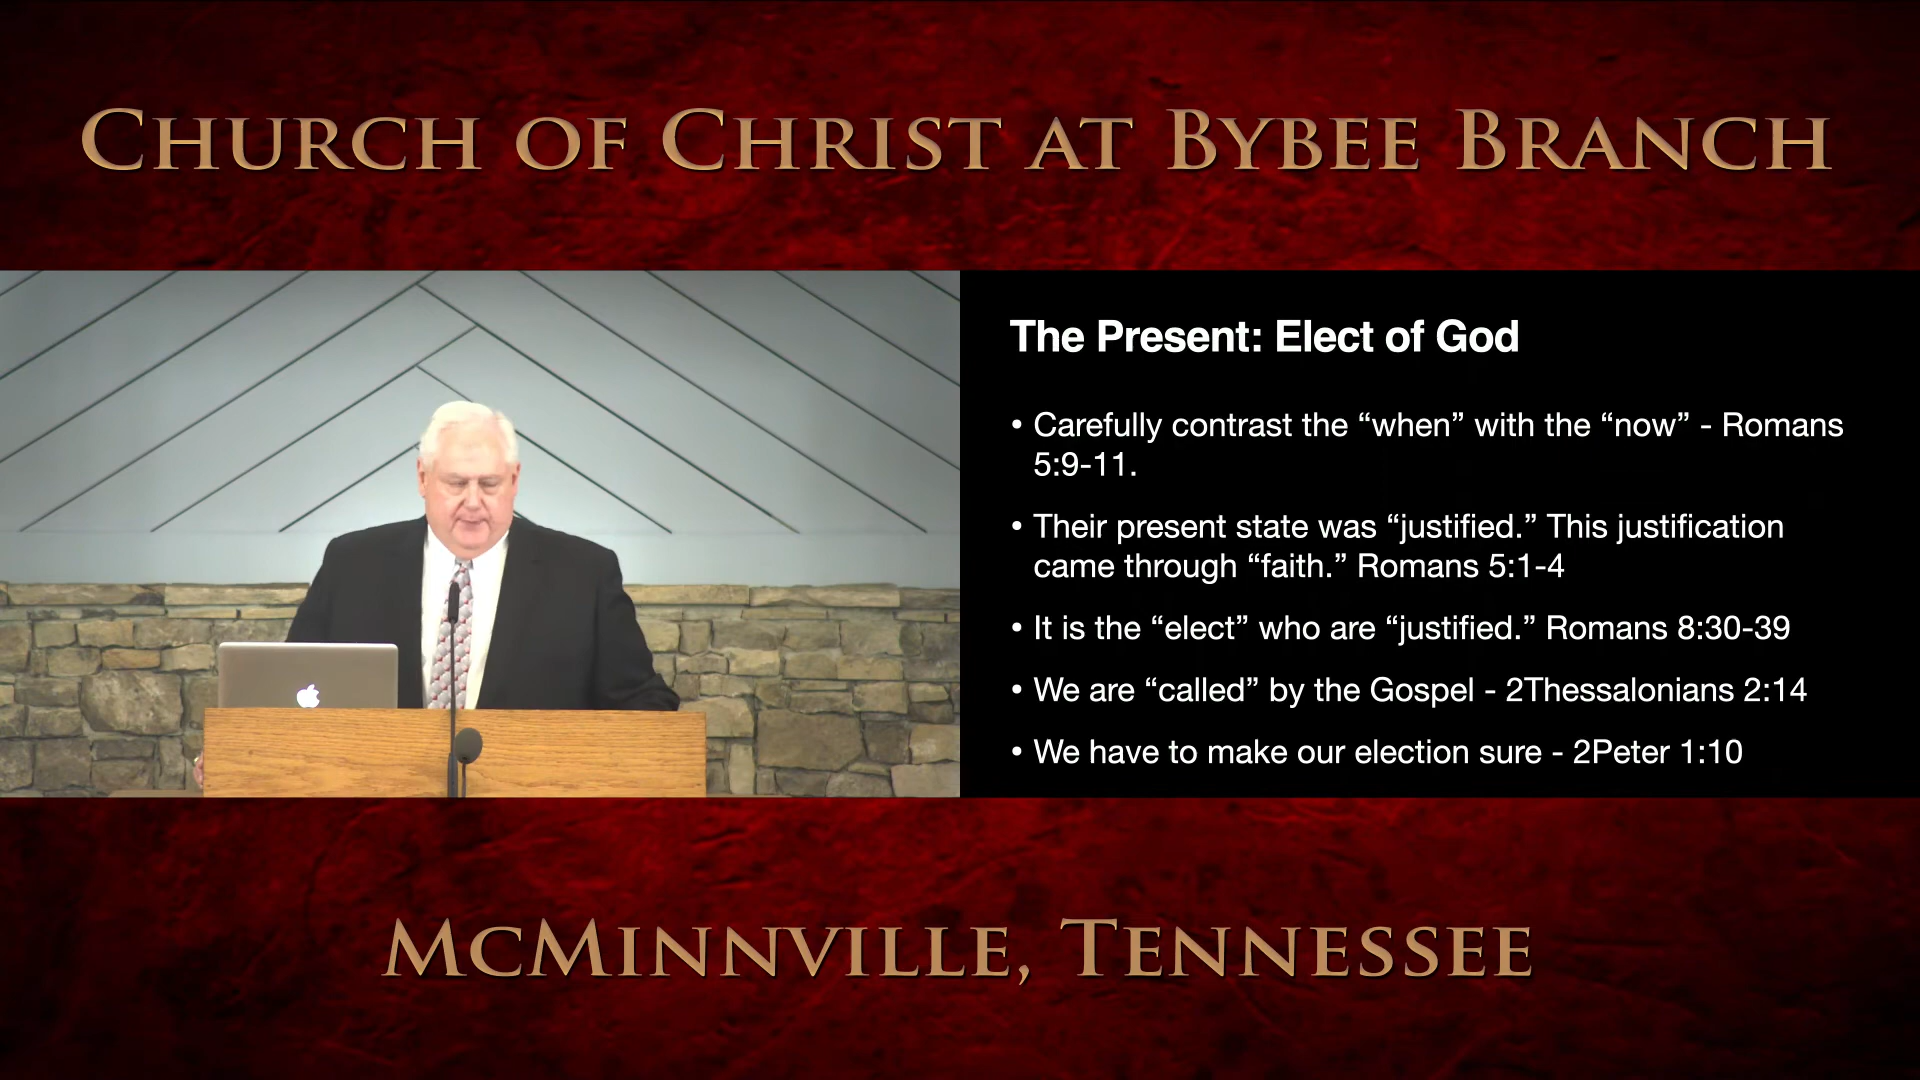 CHURCH OF CHRIST AT BYBEE BRANCH
The Present: Elect of God
• Carefully contrast the “when” with the “now” - Romans
5:9-11.
• Their present state was “justified.” This justification
came through “faith.” Romans 5:1-4
• It is the “elect” who are “justified.” Romans 8:30-39
• We are “called” by the Gospel - 2Thessalonians 2:14
• We have to make our election sure - 2Peter 1:10
MCMINNVILLE, TENNESSEE